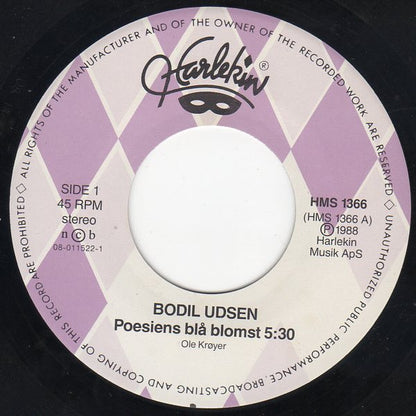 ALL RIGHTS OF THE MANUFACTURER AND OF THE OWNER OF THE RECORDED WORK ARE RESERVED ◇ UNAUTHORIZED PUBLIC PERFORMANCE, BROADCASTING AND COPYING OF THIS RECORD ARE PROHIBITED ◇
Harlekin ®
SIDE 1
45 RPM
stereo
n©b
08-011522-1
HMS 1366
(HMS 1366 A)
℗ 1988
Harlekin
Musik ApS
BODIL UDSEN
Poesiens blå blomst 5:30
Ole Krøyer